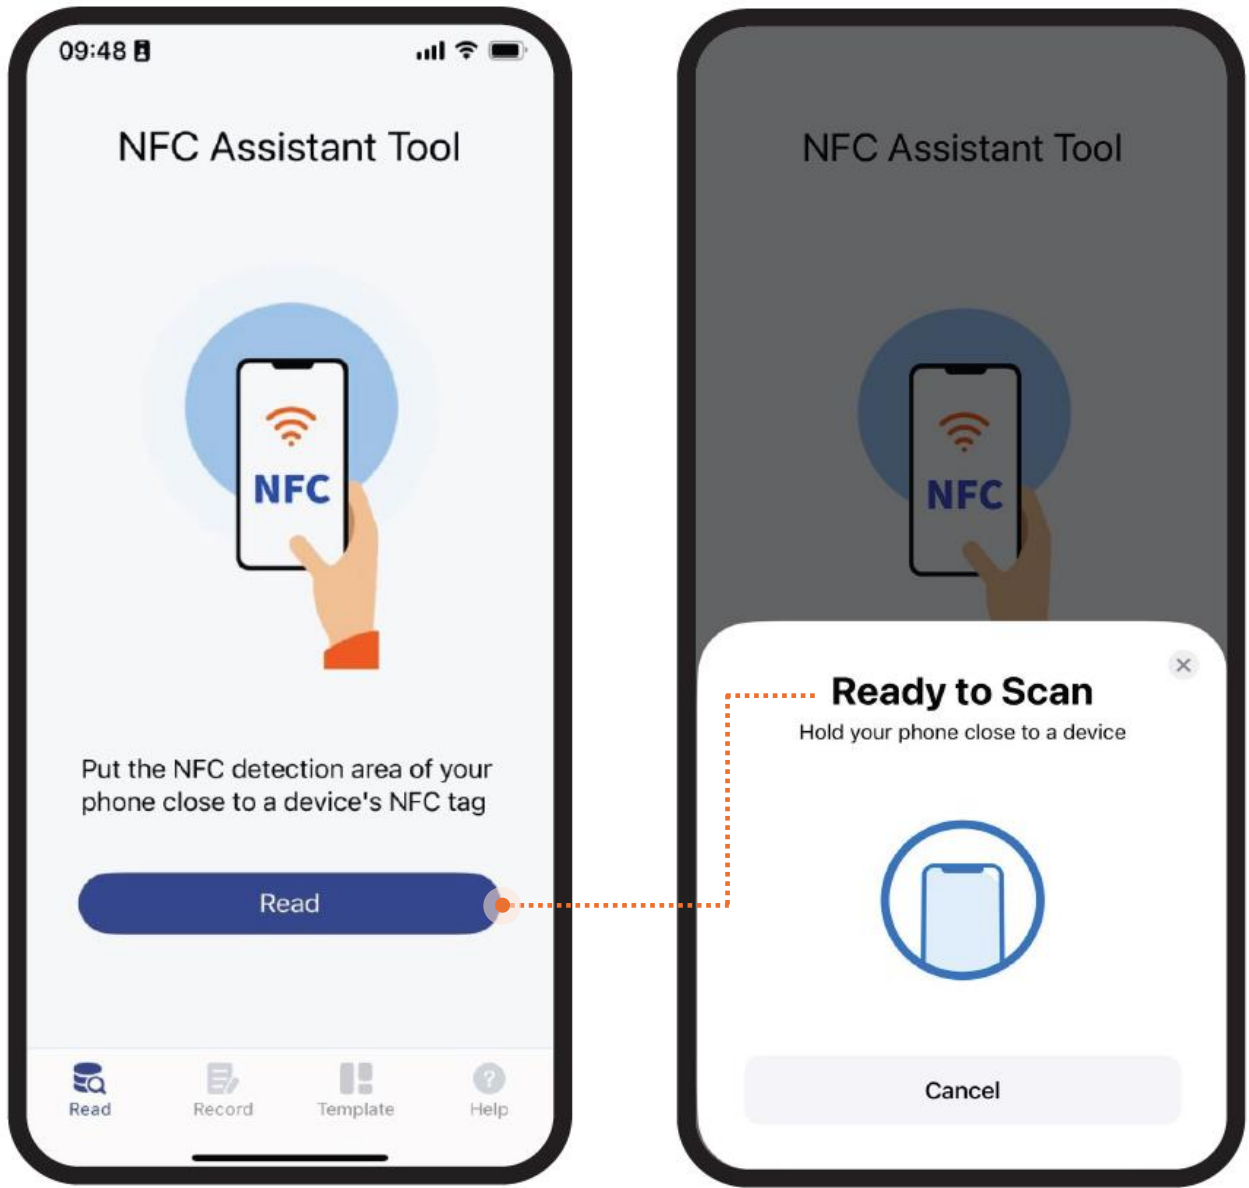 09:48
NFC Assistant Tool
NFC
Put the NFC detection area of your
phone close to a device's NFC tag
Read
Read
Record
Template
Help
NFC Assistant Tool
NFC
Ready to Scan
Hold your phone close to a device
Cancel